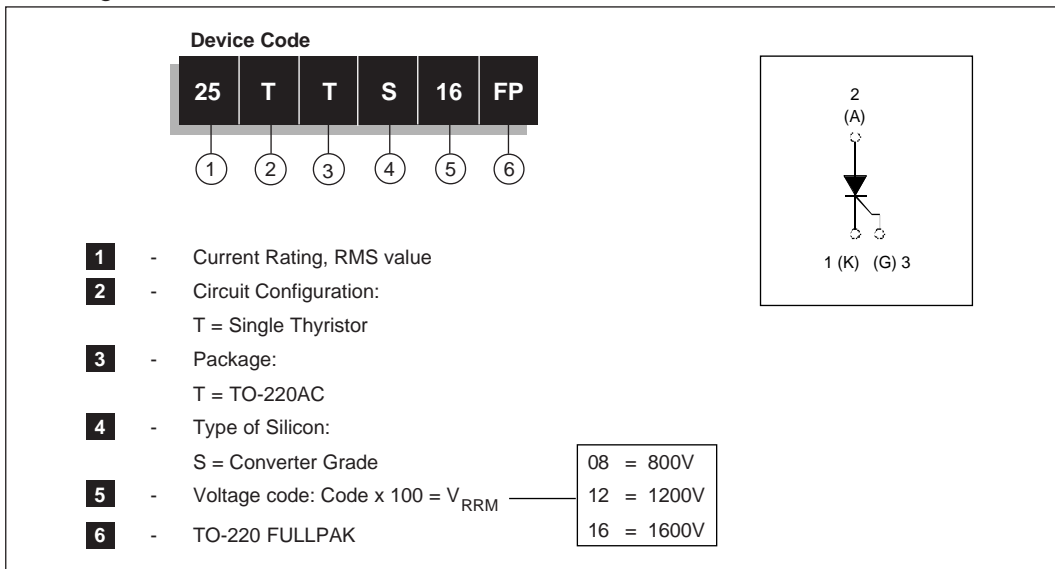 Device Code
25 T T S 16 FP
1 2 3 4 5 6
1 - Current Rating, RMS value
2 - Circuit Configuration:
T = Single Thyristor
3 - Package:
T = TO-220AC
4 - Type of Silicon:
S = Converter Grade
5 - Voltage code: Code x 100 = VRRM
6 - TO-220 FULLPAK
08 = 800V
12 = 1200V
16 = 1600V
2
(A)
1 (K) (G) 3